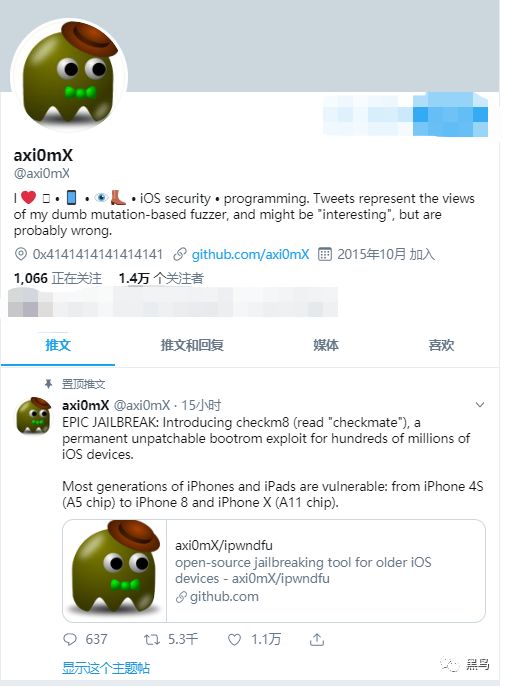 axi0mX
@axi0mX
I ❤️ • 📱 • 👁👢 • iOS security • programming. Tweets represent the views
of my dumb mutation-based fuzzer, and might be "interesting", but are
probably wrong.
0x4141414141414141 github.com/axi0mX 2015年10月 加入
1,066 正在关注 1.4万 个关注者
推文 推文和回复 媒体 喜欢
置顶推文
axi0mX @axi0mX · 15小时
EPIC JAILBREAK: Introducing checkm8 (read "checkmate"), a
permanent unpatchable bootrom exploit for hundreds of millions of
iOS devices.
Most generations of iPhones and iPads are vulnerable: from iPhone 4S
(A5 chip) to iPhone 8 and iPhone X (A11 chip).
axi0mX/ipwndfu
open-source jailbreaking tool for older iOS
devices - axi0mX/ipwndfu
github.com
637 5.3千 1.1万
显示这个主题帖
黑鸟